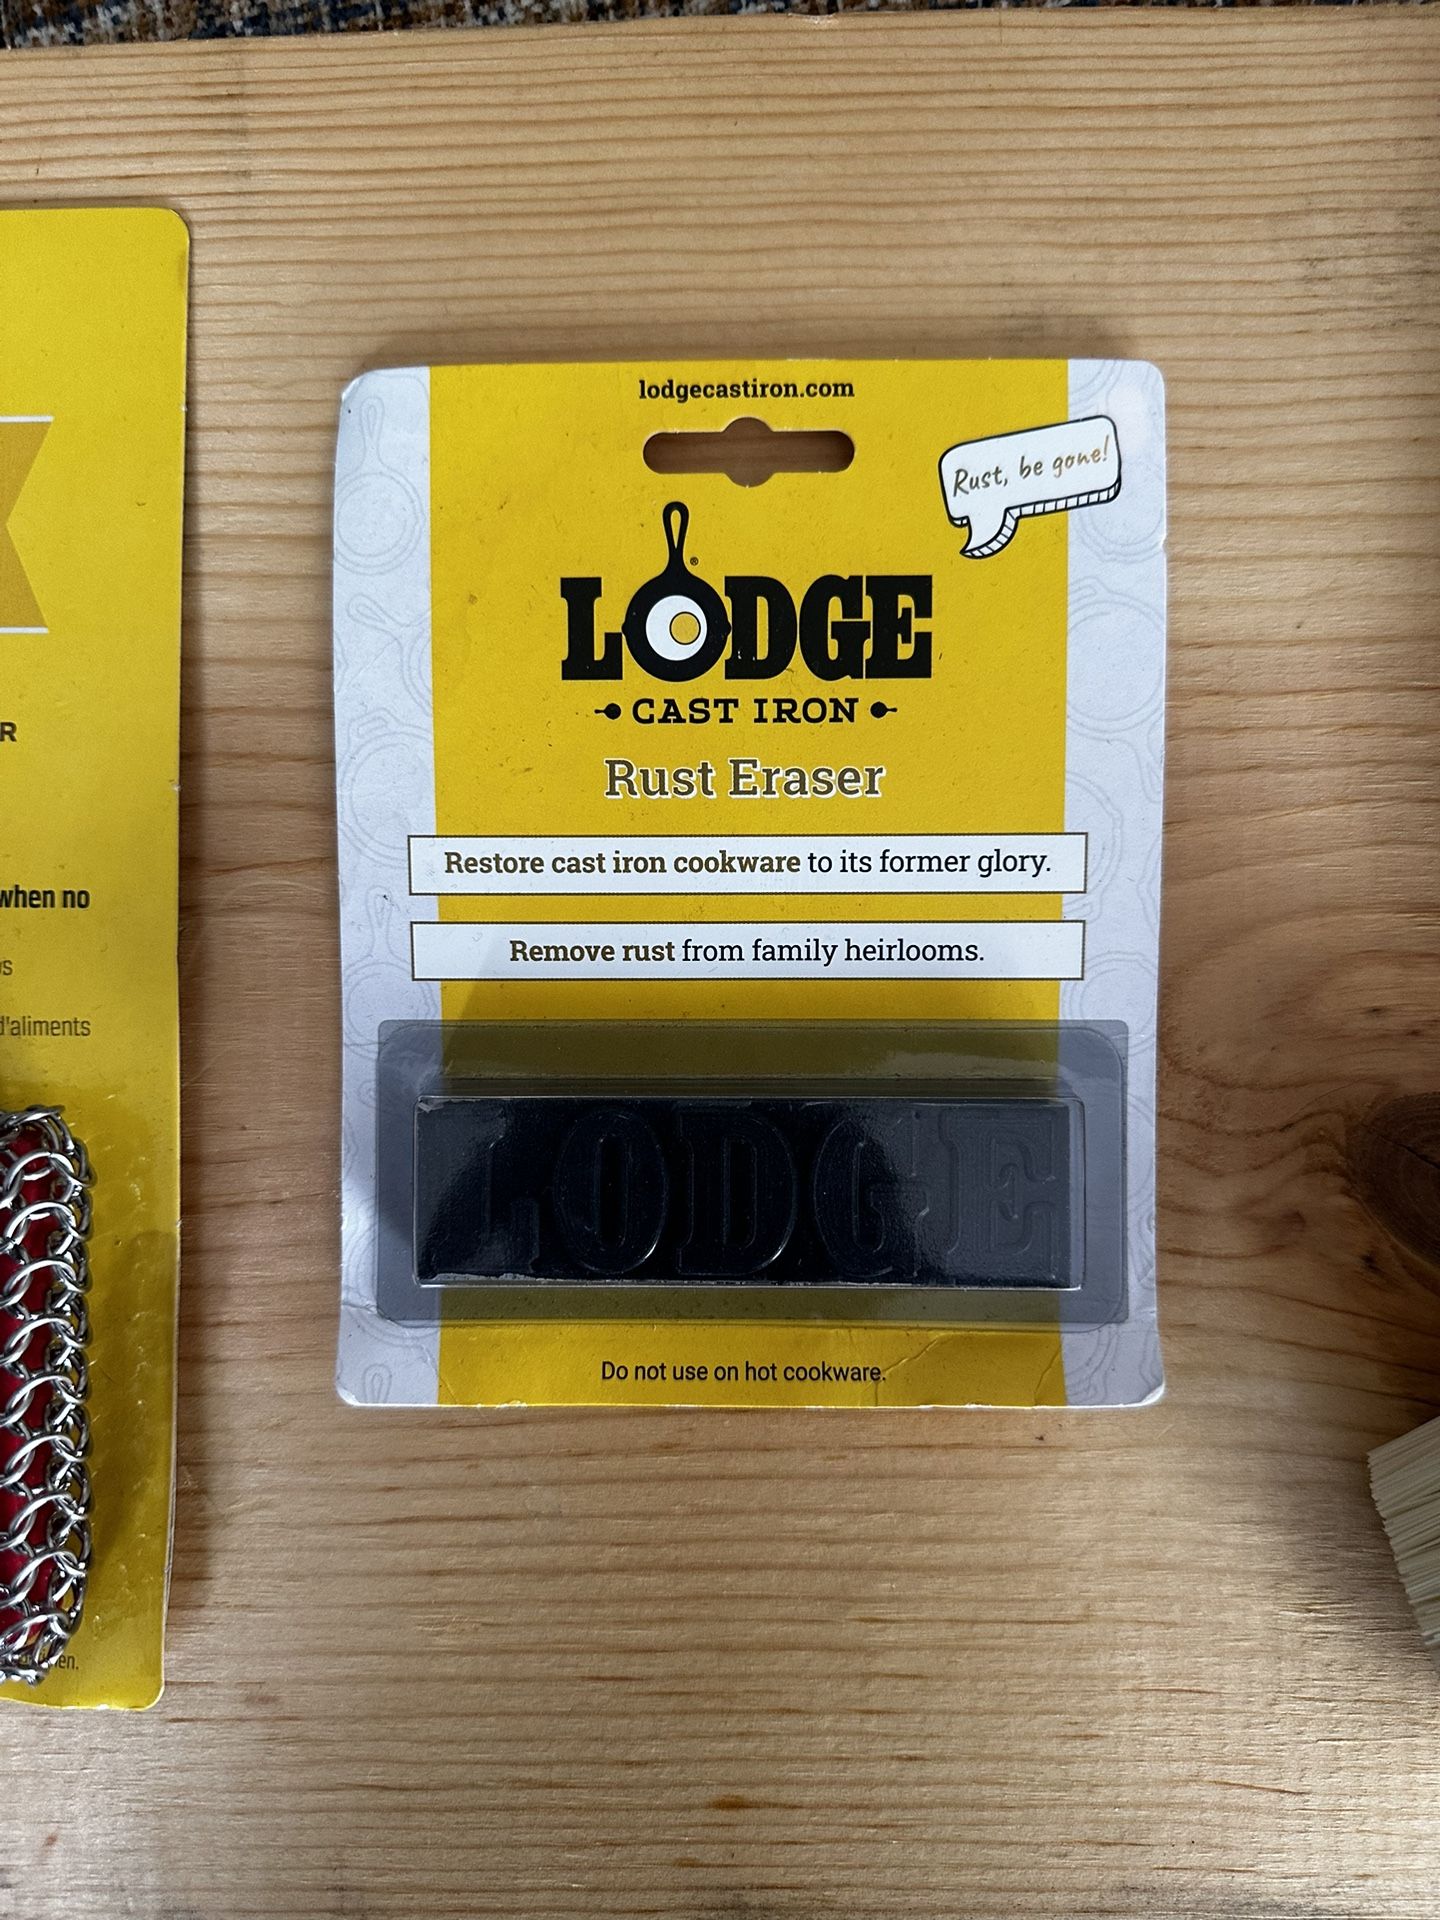 lodgecastiron.com
Rust, be gone!
LODGE®
CAST IRON
Rust Eraser
Restore cast iron cookware to its former glory.
Remove rust from family heirlooms.
LODGE
Do not use on hot cookware.
R
when no
d'aliments